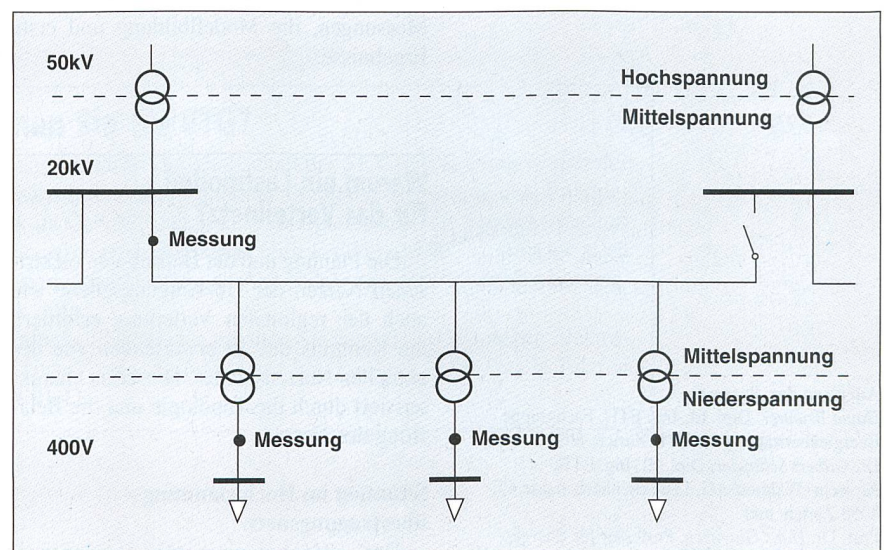 50kV
Hochspannung
Mittelspannung
20kV
Messung
Mittelspannung
Niederspannung
Messung
Messung
Messung
400V